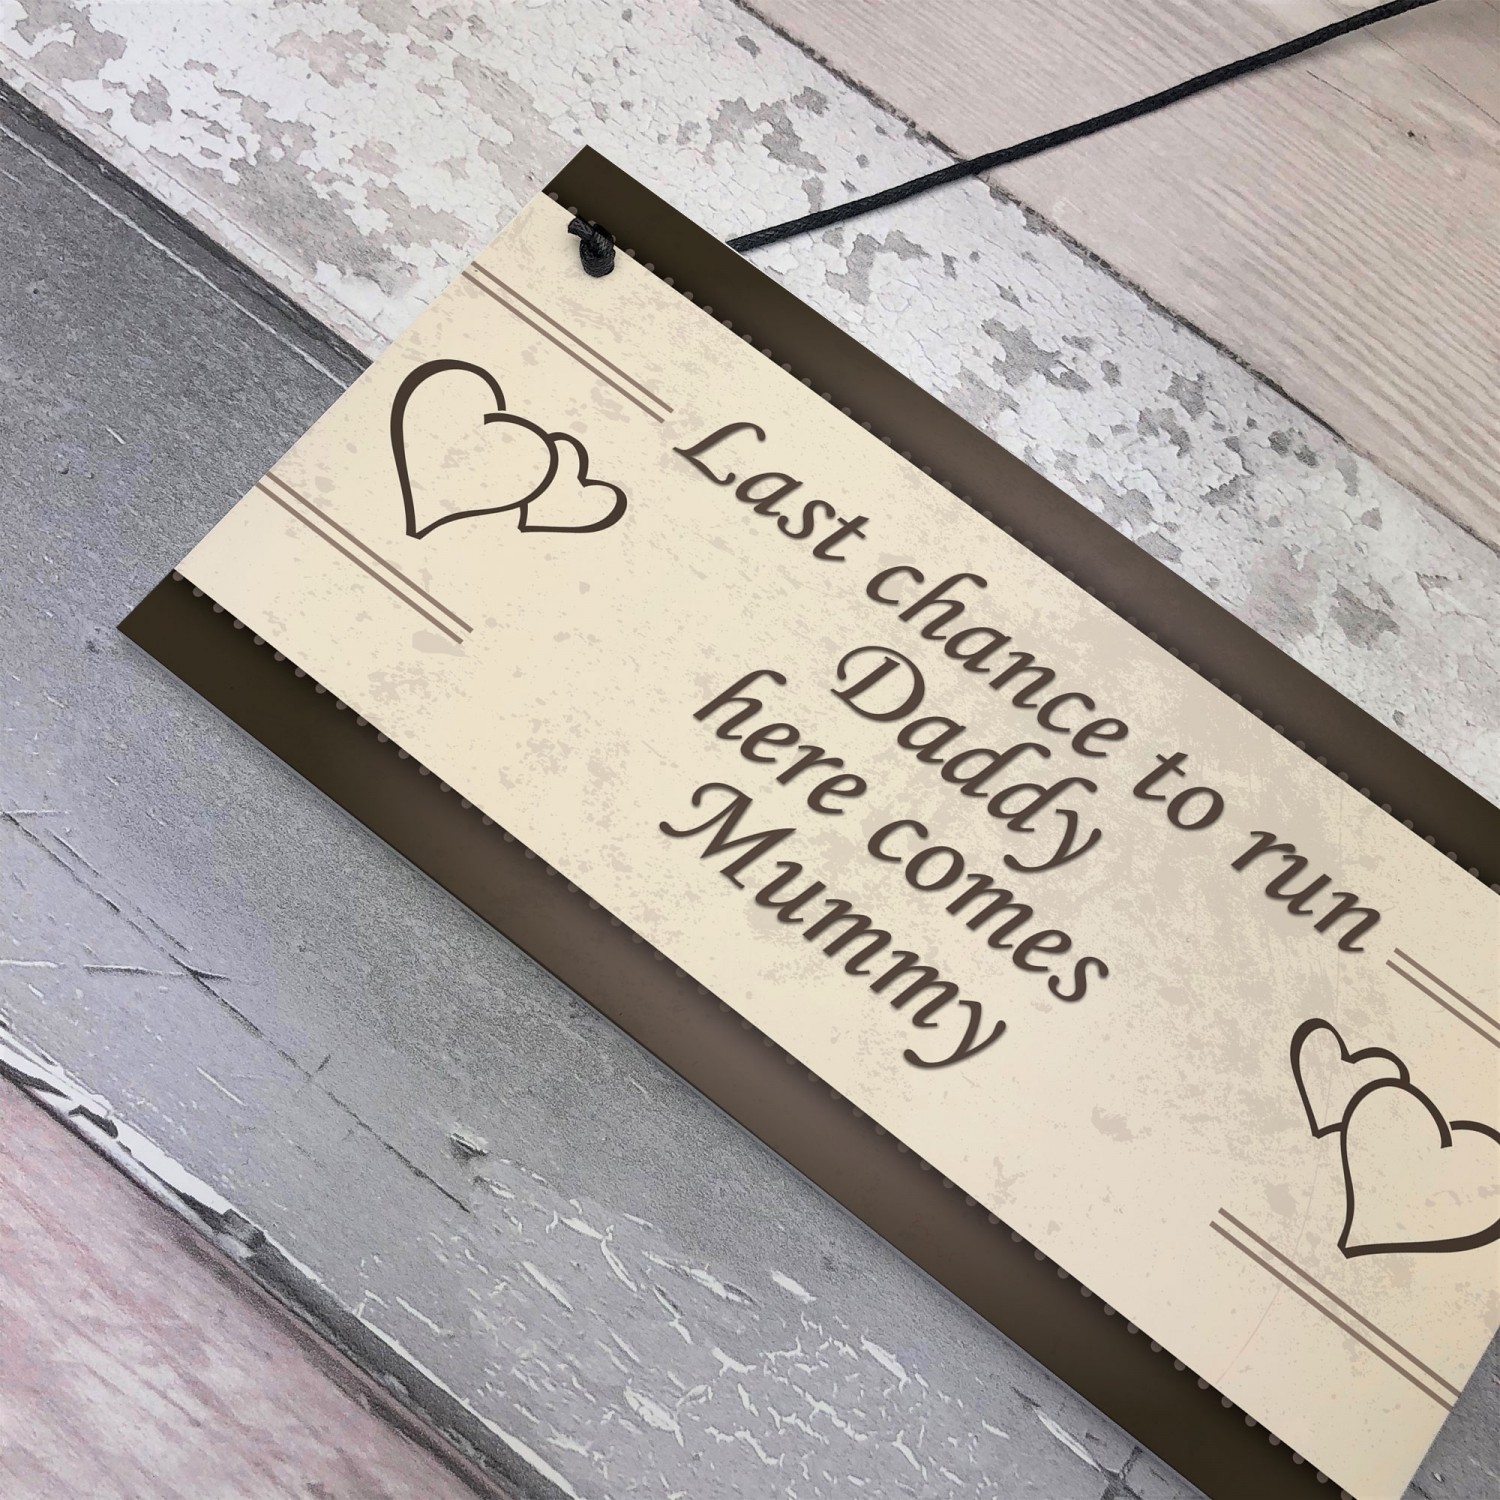 Last chance to run
Daddy
here comes
Mummy